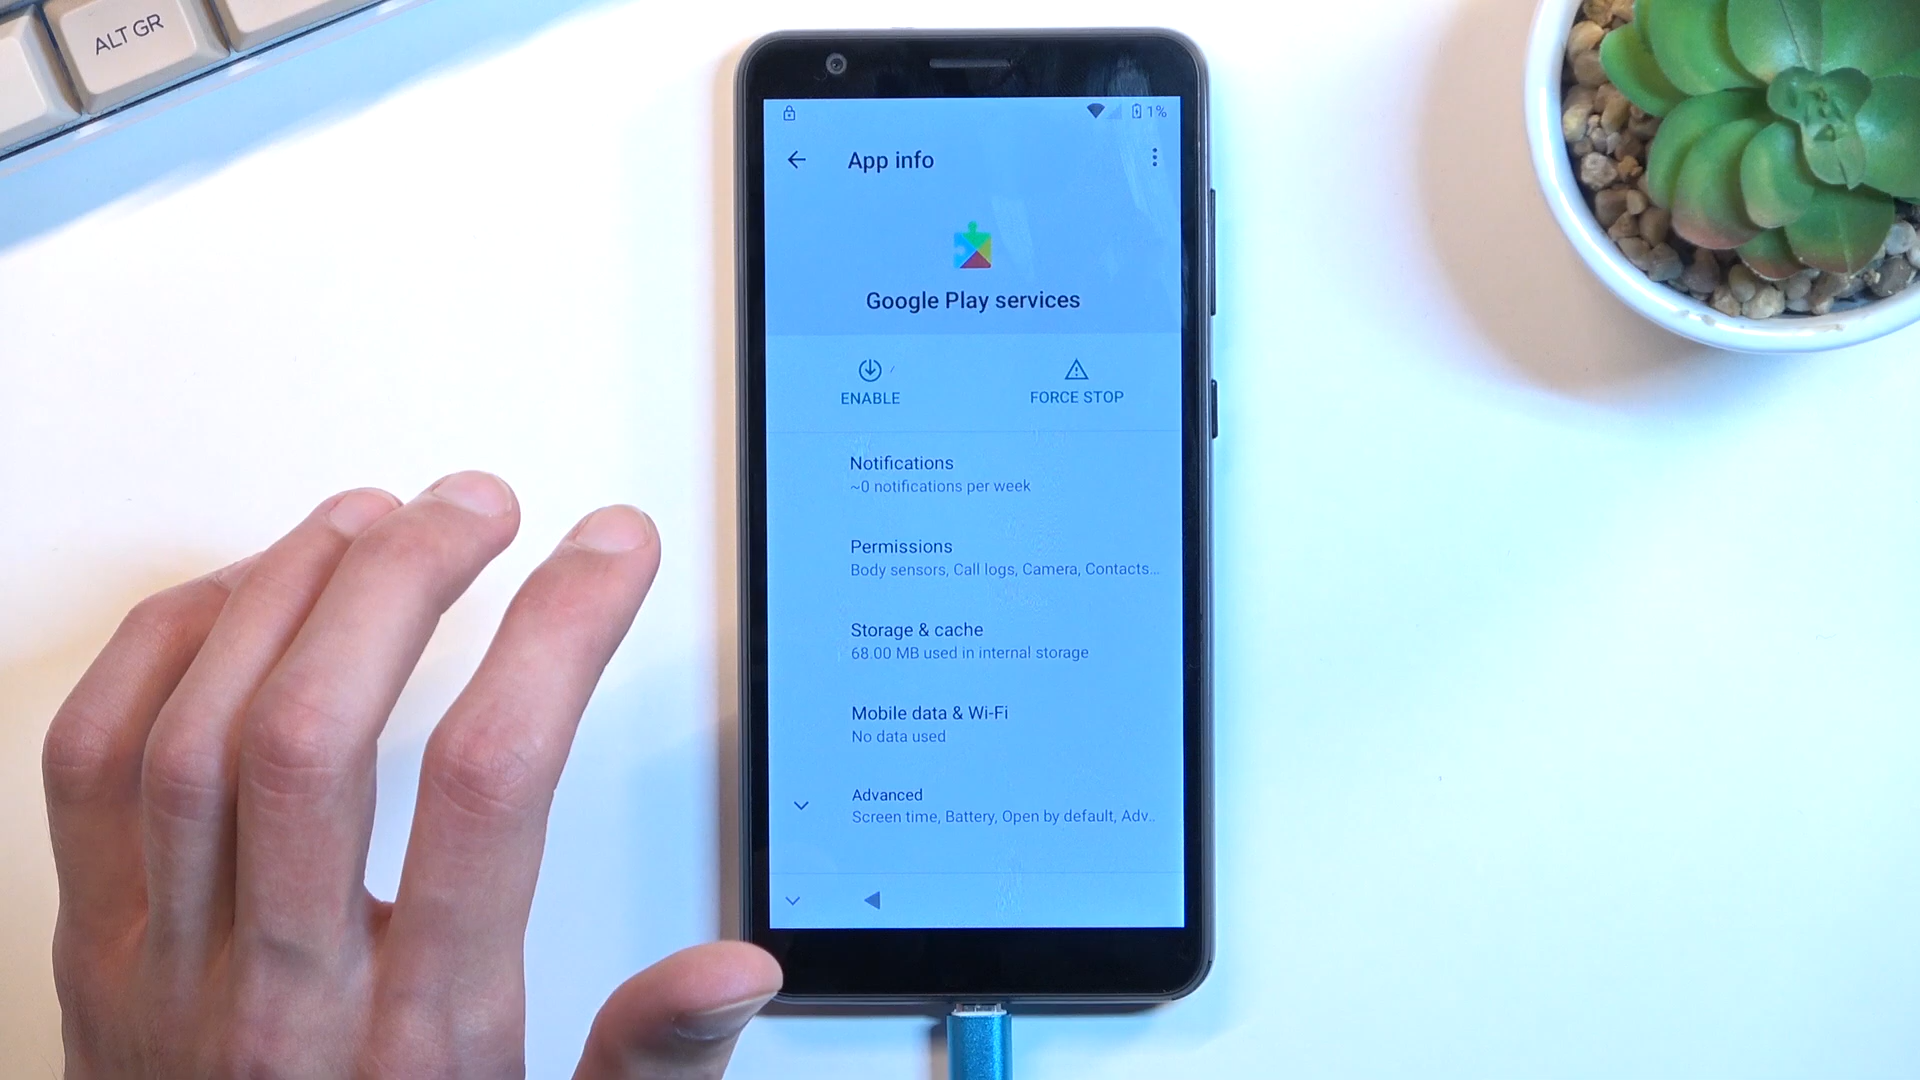 ALT GR
1%
App info
Google Play services
ENABLE
FORCE STOP
Notifications
~0 notifications per week
Permissions
Body sensors, Call logs, Camera, Contacts...
Storage & cache
68.00 MB used in internal storage
Mobile data & Wi-Fi
No data used
Advanced
Screen time, Battery, Open by default, Adv..